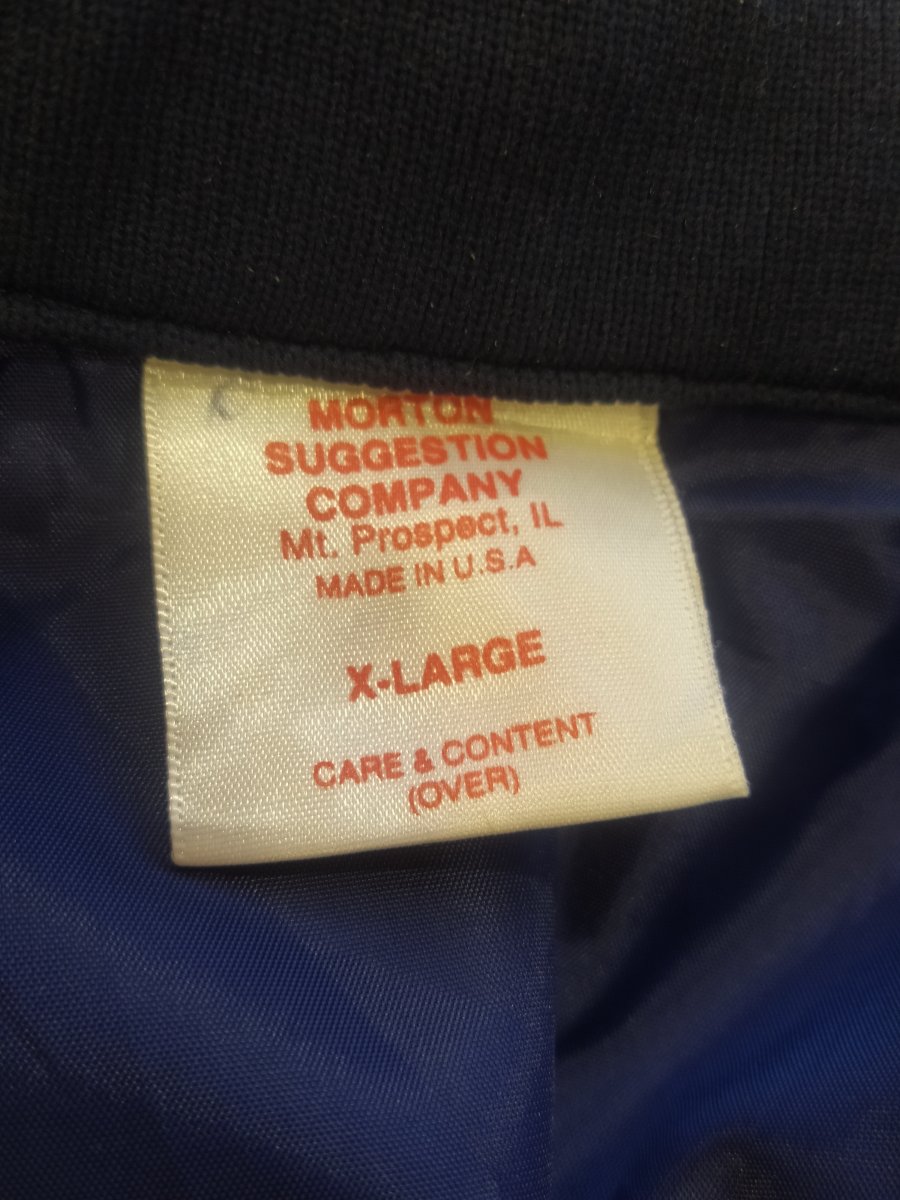 MORTON
SUGGESTION
COMPANY
Mt. Prospect, IL
MADE IN U.S.A
X-LARGE
CARE & CONTENT
(OVER)